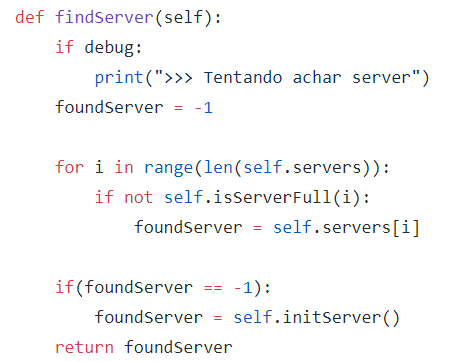 def findServer(self):
    if debug:
        print(">>> Tentando achar server")
    foundServer = -1

    for i in range(len(self.servers)):
        if not self.isServerFull(i):
            foundServer = self.servers[i]

    if(foundServer == -1):
        foundServer = self.initServer()
    return foundServer